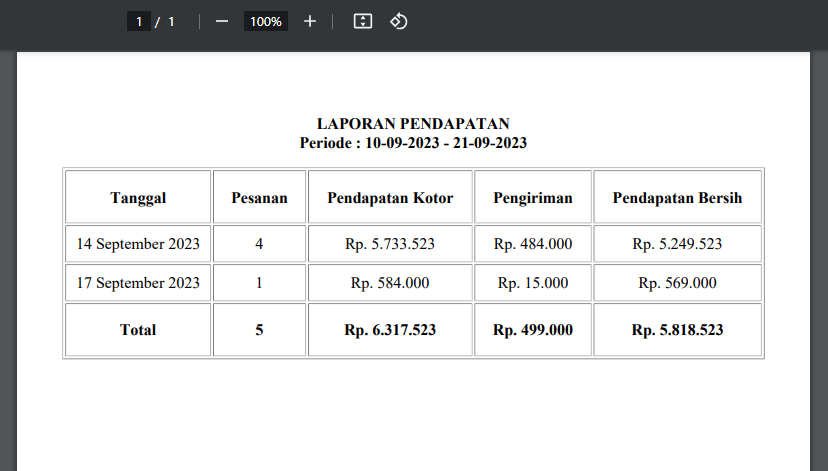 1 / 1 100%
LAPORAN PENDAPATAN
Periode : 10-09-2023 - 21-09-2023
Tanggal Pesanan Pendapatan Kotor Pengiriman Pendapatan Bersih
14 September 2023 4 Rp. 5.733.523 Rp. 484.000 Rp. 5.249.523
17 September 2023 1 Rp. 584.000 Rp. 15.000 Rp. 569.000
Total 5 Rp. 6.317.523 Rp. 499.000 Rp. 5.818.523